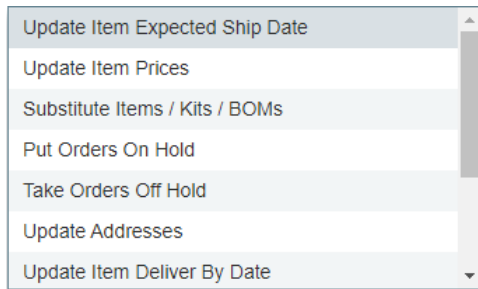 Update Item Expected Ship Date
Update Item Prices
Substitute Items / Kits / BOMs
Put Orders On Hold
Take Orders Off Hold
Update Addresses
Update Item Deliver By Date